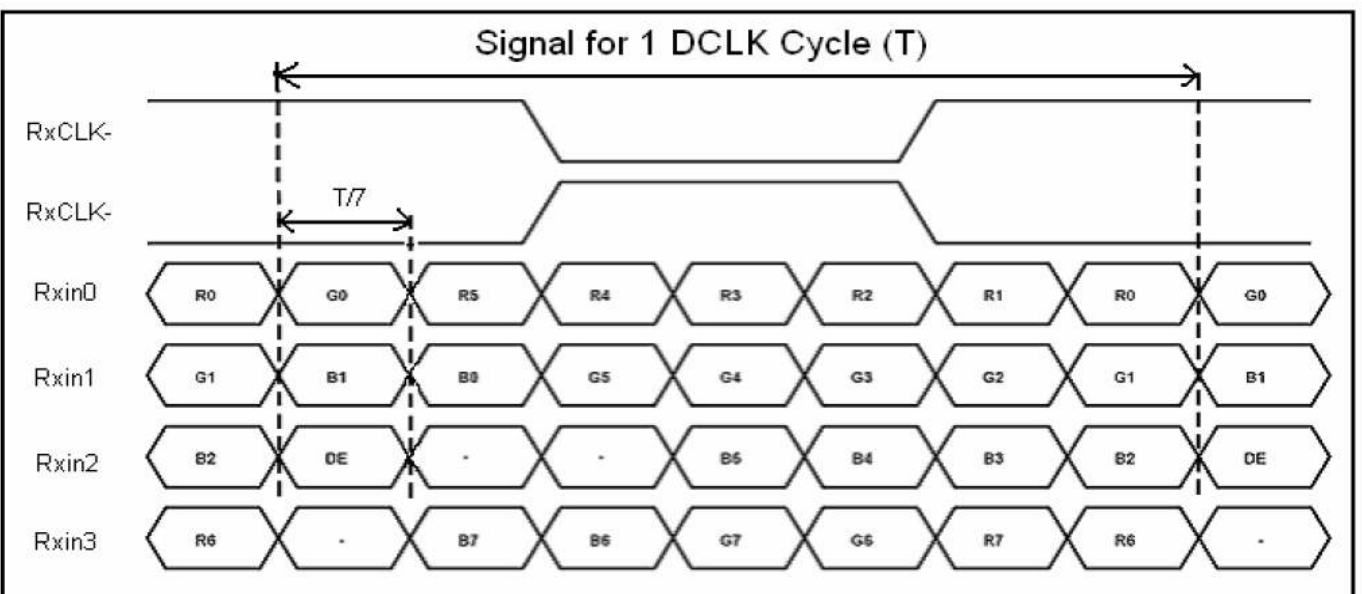 Signal for 1 DCLK Cycle (T)
RxCLK-
T/7
RxCLK-
Rxin0 R0 G0 R5 R4 R3 R2 R1 R0 G0
Rxin1 G1 B1 B0 G5 G4 G3 G2 G1 B1
Rxin2 B2 DE - - B5 B4 B3 B2 DE
Rxin3 R6 - B7 B6 G7 G6 R7 R6 -